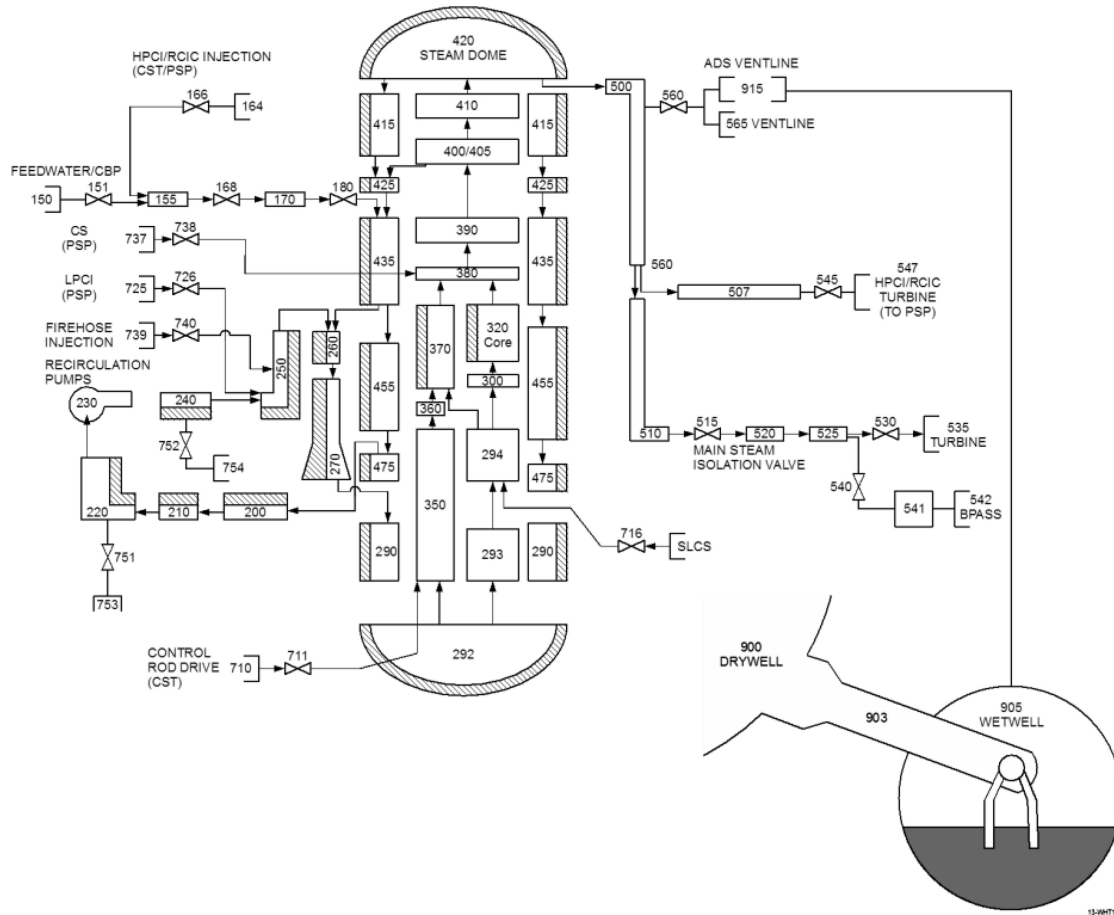 420
STEAM DOME
HPCI/RCIC INJECTION
(CST/PSP)
166
164
ADS VENTLINE
500
560
915
565 VENTLINE
410
415
415
400/405
FEEDWATER/CBP
151
150
155
168
170
180
425
425
CS
(PSP)
737
738
390
435
435
380
LPCI
(PSP)
725
726
560
507
545
547
HPCI/RCIC
TURBINE
(TO PSP)
FIREHOSE
INJECTION
739
740
250
260
370
320
Core
300
455
455
RECIRCULATION
PUMPS
230
240
360
752
754
270
294
475
475
510
515
520
525
530
535
TURBINE
MAIN STEAM
ISOLATION VALVE
540
541
542
BPASS
220
210
200
350
290
293
290
716
SLCS
751
753
CONTROL
ROD DRIVE
(CST)
710
711
292
900
DRYWELL
903
905
WETWELL